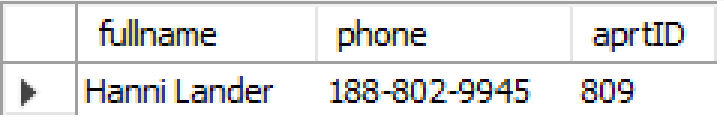 fullname phone aprtID
Hanni Lander 188-802-9945 809